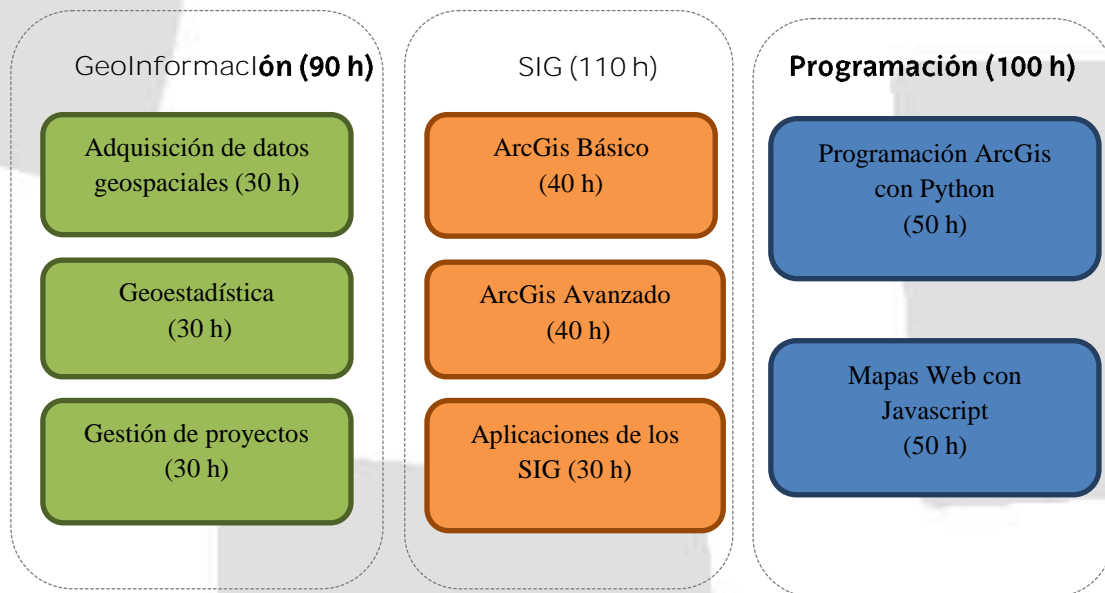 GeoInformación (90 h)
Adquisición de datos
geospaciales (30 h)
Geoestadística
(30 h)
Gestión de proyectos
(30 h)
SIG (110 h)
ArcGis Básico
(40 h)
ArcGis Avanzado
(40 h)
Aplicaciones de los
SIG (30 h)
Programación (100 h)
Programación ArcGis
con Python
(50 h)
Mapas Web con
Javascript
(50 h)